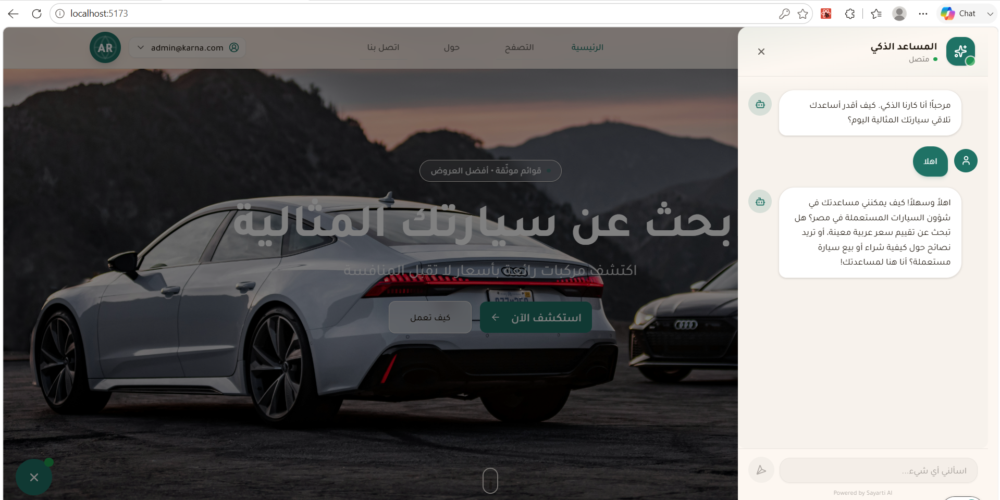 localhost:5173
Chat
AR
admin@karna.com
الرئيسية
التصفح
حول
اتصل بنا
قوائم موثّقة • أفضل العروض
ابحث عن سيارتك المثالية
اكتشف مركبات رائعة بأسعار لا تقبل المنافسة
استكشف الآن
كيف تعمل
المساعد الذكي
متصل
مرحباً! أنا كارنا الذكي. كيف أقدر أساعدك
تلاقي سيارتك المثالية اليوم؟
اهلا
اهلاً وسهلاً! كيف يمكنني مساعدتك في
شؤون السيارات المستعملة في مصر؟ هل
تبحث عن تقييم سعر عربية معينة، أو تريد
نصائح حول كيفية شراء أو بيع سيارة
مستعملة؟ أنا هنا لمساعدتك!
اسألني أي شيء...
Powered by Sayarti AI